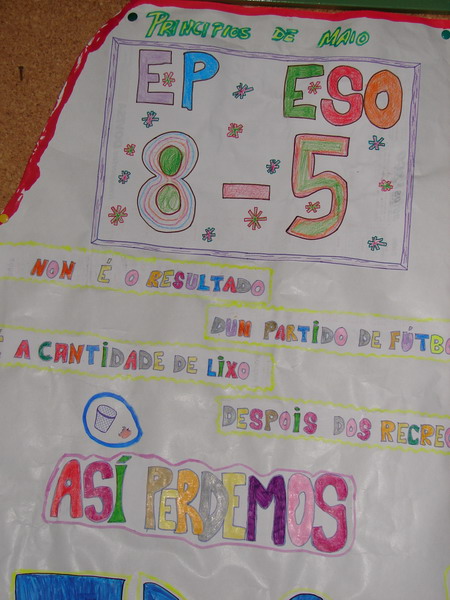 PRINCIPIOS DE MAIO
EP ESO
8 - 5
NON É O RESULTADO
DUN PARTIDO DE FÚTBO
É A CANTIDADE DE LIXO
DESPOIS DOS RECRE
ASÍ PERDEMOS